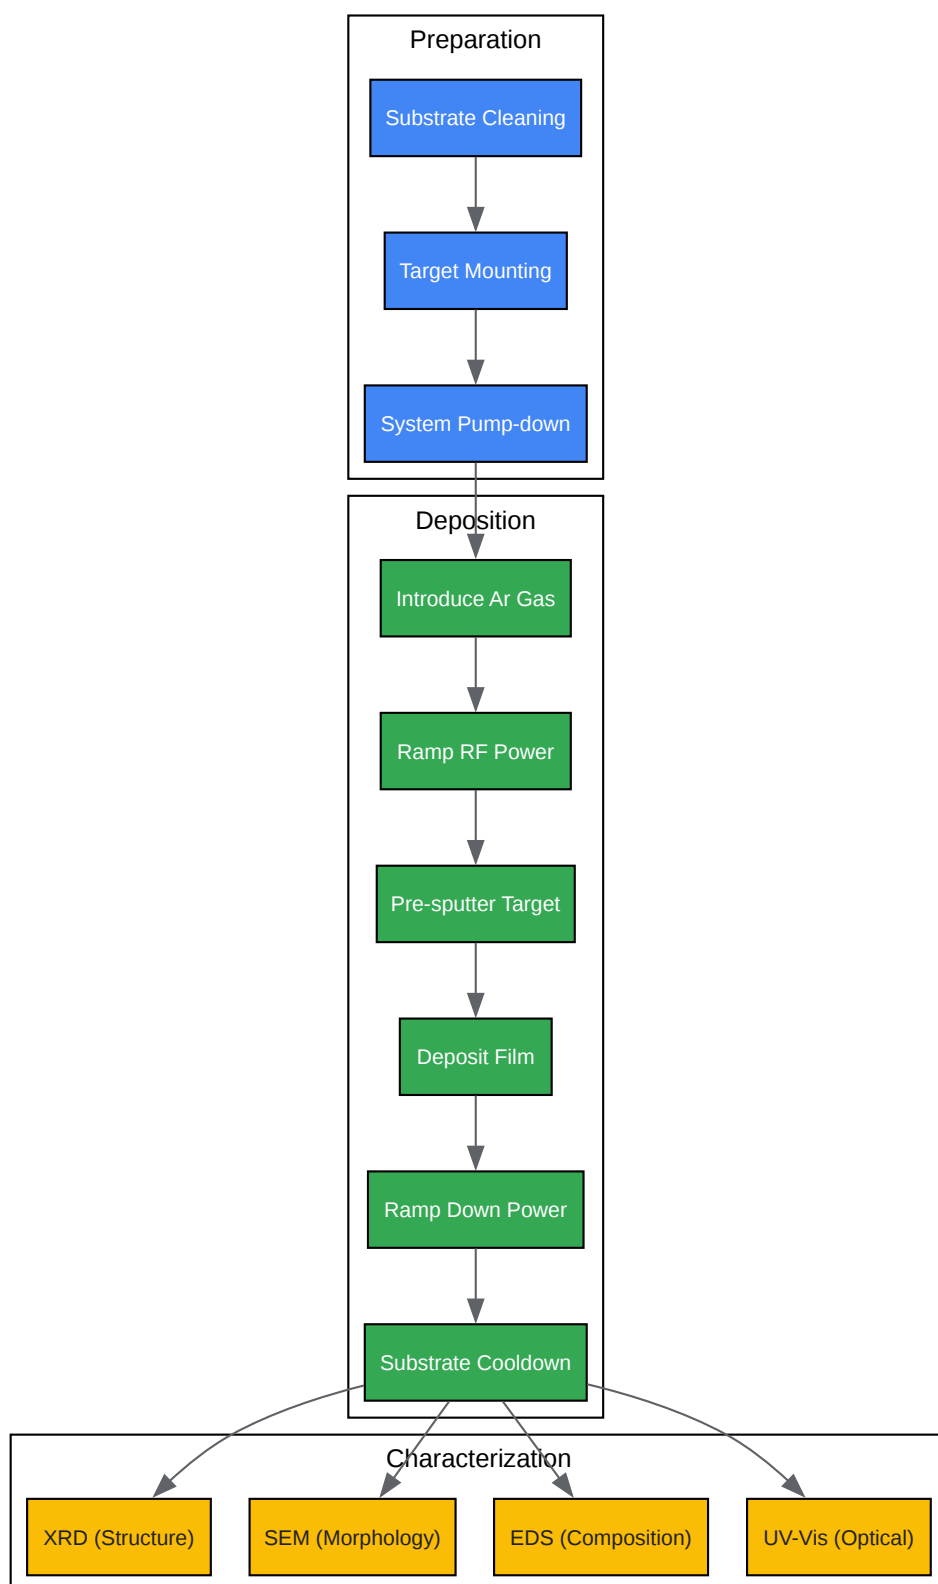 Preparation
Substrate Cleaning
Target Mounting
System Pump-down
Deposition
Introduce Ar Gas
Ramp RF Power
Pre-sputter Target
Deposit Film
Ramp Down Power
Substrate Cooldown
Characterization
XRD (Structure)
SEM (Morphology)
EDS (Composition)
UV-Vis (Optical)